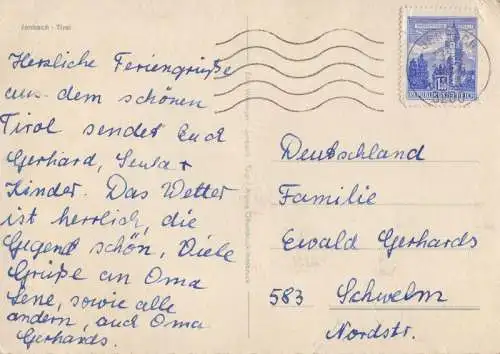 Jenbach - Tirol
Herzliche Feriengrüße
aus dem schönen
Tirol sendet Euch
Gerhard, Senta +
Kinder. Das Wetter
ist herrlich, die
Gegend schön, Viele
Grüße an Oma
Lene, sowie alle
andern, auch Oma
Gerhards.
Deutschland
Familie
Ewald Gerhards
583 Schwelm
Nordstr.
REPUBLIK ÖSTERREICH